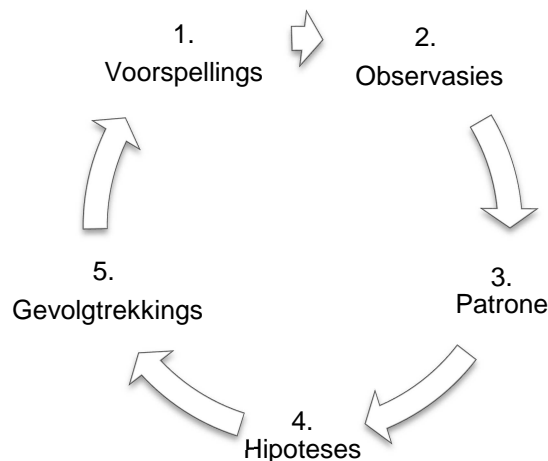 1.
Voorspellings
2.
Observasies
3.
Patrone
4.
Hipoteses
5.
Gevolgtrekkings